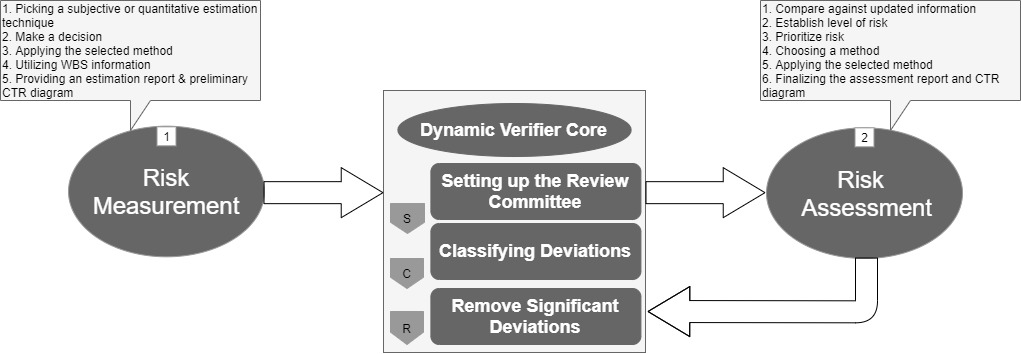 1. Picking a subjective or quantitative estimation
technique
2. Make a decision
3. Applying the selected method
4. Utilizing WBS information
5. Providing an estimation report & preliminary
CTR diagram
1
Risk
Measurement
Dynamic Verifier Core
S
Setting up the Review
Committee
C
Classifying Deviations
R
Remove Significant
Deviations
1. Compare against updated information
2. Establish level of risk
3. Prioritize risk
4. Choosing a method
5. Applying the selected method
6. Finalizing the assessment report and CTR
diagram
2
Risk
Assessment